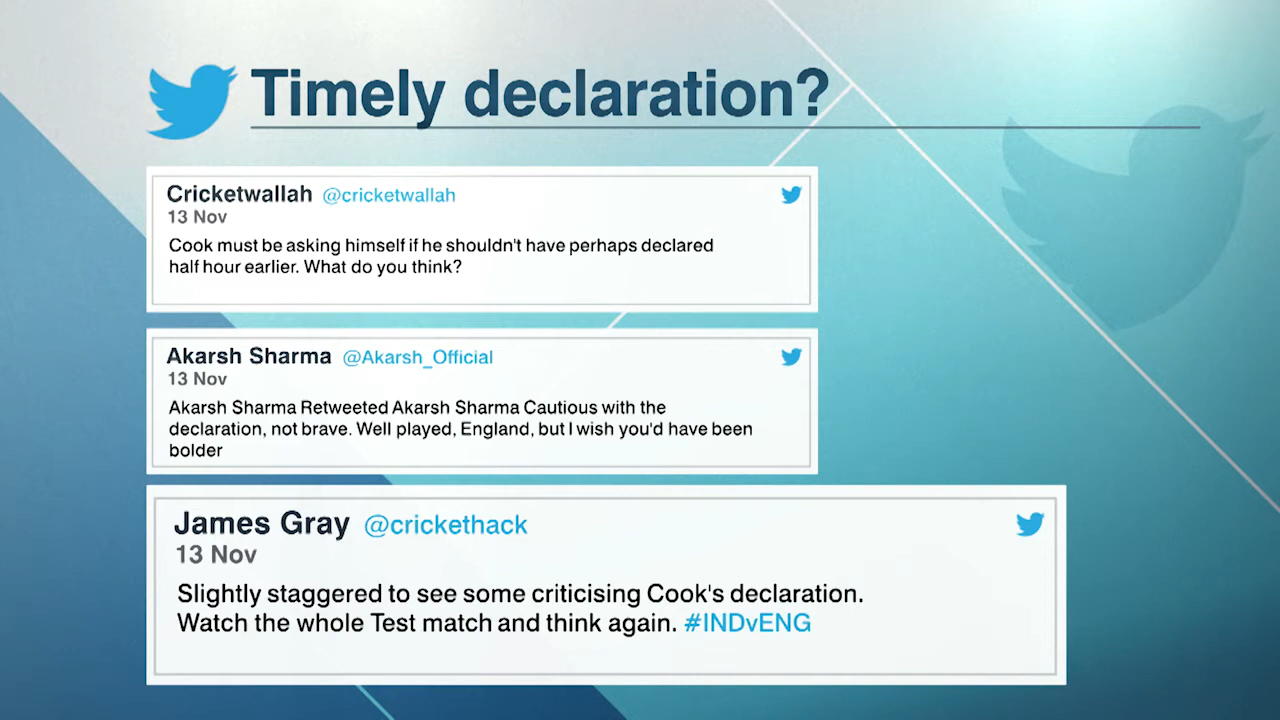 Timely declaration?
Cricketwallah @cricketwallah
13 Nov
Cook must be asking himself if he shouldn't have perhaps declared
half hour earlier. What do you think?
Akarsh Sharma @Akarsh_Official
13 Nov
Akarsh Sharma Retweeted Akarsh Sharma Cautious with the
declaration, not brave. Well played, England, but I wish you'd have been
bolder
James Gray @crickethack
13 Nov
Slightly staggered to see some criticising Cook's declaration.
Watch the whole Test match and think again. #INDvENG